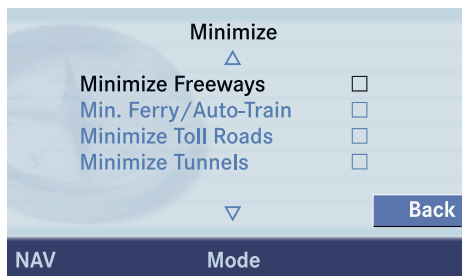 Minimize
Minimize Freeways
Min. Ferry/Auto-Train
Minimize Toll Roads
Minimize Tunnels
Back
NAV Mode